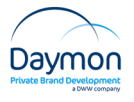 Daymon
Private Brand Development
a DWW company